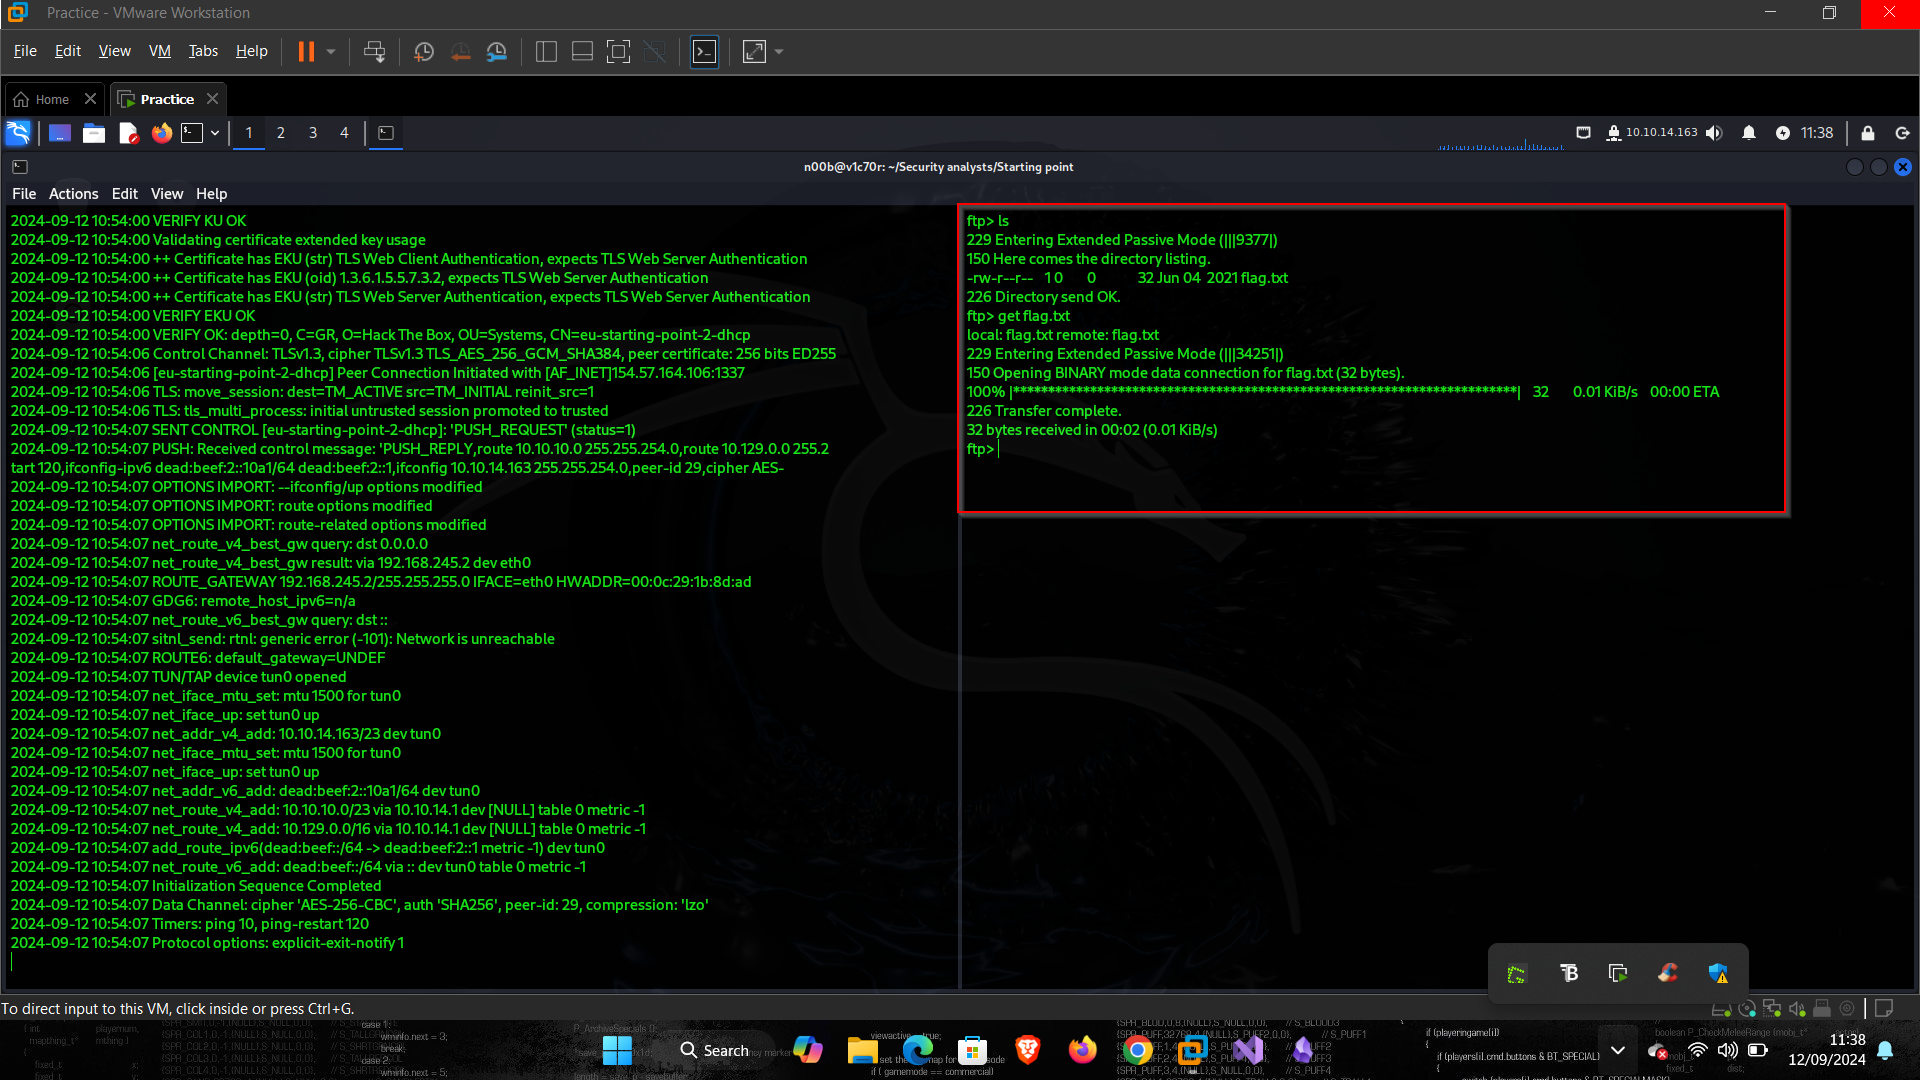 Practice - VMware Workstation
File Edit View VM Tabs Help
Home Practice
1 2 3 4 10.10.14.163 11:38
n00b@v1c70r: ~/Security analysts/Starting point
File Actions Edit View Help
2024-09-12 10:54:00 VERIFY KU OK
2024-09-12 10:54:00 Validating certificate extended key usage
2024-09-12 10:54:00 ++ Certificate has EKU (str) TLS Web Client Authentication, expects TLS Web Server Authentication
2024-09-12 10:54:00 ++ Certificate has EKU (oid) 1.3.6.1.5.5.7.3.2, expects TLS Web Server Authentication
2024-09-12 10:54:00 ++ Certificate has EKU (str) TLS Web Server Authentication, expects TLS Web Server Authentication
2024-09-12 10:54:00 VERIFY EKU OK
2024-09-12 10:54:00 VERIFY OK: depth=0, C=GR, O=Hack The Box, OU=Systems, CN=eu-starting-point-2-dhcp
2024-09-12 10:54:06 Control Channel: TLSv1.3, cipher TLSv1.3 TLS_AES_256_GCM_SHA384, peer certificate: 256 bits ED255
2024-09-12 10:54:06 [eu-starting-point-2-dhcp] Peer Connection Initiated with [AF_INET]154.57.164.106:1337
2024-09-12 10:54:06 TLS: move_session: dest=TM_ACTIVE src=TM_INITIAL reinit_src=1
2024-09-12 10:54:06 TLS: tls_multi_process: initial untrusted session promoted to trusted
2024-09-12 10:54:07 SENT CONTROL [eu-starting-point-2-dhcp]: 'PUSH_REQUEST' (status=1)
2024-09-12 10:54:07 PUSH: Received control message: 'PUSH_REPLY,route 10.10.10.0 255.255.254.0,route 10.129.0.0 255.2
tart 120,ifconfig-ipv6 dead:beef:2::10a1/64 dead:beef:2::1,ifconfig 10.10.14.163 255.255.254.0,peer-id 29,cipher AES-
2024-09-12 10:54:07 OPTIONS IMPORT: --ifconfig/up options modified
2024-09-12 10:54:07 OPTIONS IMPORT: route options modified
2024-09-12 10:54:07 OPTIONS IMPORT: route-related options modified
2024-09-12 10:54:07 net_route_v4_best_gw query: dst 0.0.0.0
2024-09-12 10:54:07 net_route_v4_best_gw result: via 192.168.245.2 dev eth0
2024-09-12 10:54:07 ROUTE_GATEWAY 192.168.245.2/255.255.255.0 IFACE=eth0 HWADDR=00:0c:29:1b:8d:ad
2024-09-12 10:54:07 GDG6: remote_host_ipv6=n/a
2024-09-12 10:54:07 net_route_v6_best_gw query: dst ::
2024-09-12 10:54:07 sitnl_send: rtnl: generic error (-101): Network is unreachable
2024-09-12 10:54:07 ROUTE6: default_gateway=UNDEF
2024-09-12 10:54:07 TUN/TAP device tun0 opened
2024-09-12 10:54:07 net_iface_mtu_set: mtu 1500 for tun0
2024-09-12 10:54:07 net_iface_up: set tun0 up
2024-09-12 10:54:07 net_addr_v4_add: 10.10.14.163/23 dev tun0
2024-09-12 10:54:07 net_iface_mtu_set: mtu 1500 for tun0
2024-09-12 10:54:07 net_iface_up: set tun0 up
2024-09-12 10:54:07 net_addr_v6_add: dead:beef:2::10a1/64 dev tun0
2024-09-12 10:54:07 net_route_v4_add: 10.10.10.0/23 via 10.10.14.1 dev [NULL] table 0 metric -1
2024-09-12 10:54:07 net_route_v4_add: 10.129.0.0/16 via 10.10.14.1 dev [NULL] table 0 metric -1
2024-09-12 10:54:07 add_route_ipv6(dead:beef::/64 -> dead:beef:2::1 metric -1) dev tun0
2024-09-12 10:54:07 net_route_v6_add: dead:beef::/64 via :: dev tun0 table 0 metric -1
2024-09-12 10:54:07 Initialization Sequence Completed
2024-09-12 10:54:07 Data Channel: cipher 'AES-256-CBC', auth 'SHA256', peer-id: 29, compression: 'lzo'
2024-09-12 10:54:07 Timers: ping 10, ping-restart 120
2024-09-12 10:54:07 Protocol options: explicit-exit-notify 1
ftp> ls
229 Entering Extended Passive Mode (|||9377|)
150 Here comes the directory listing.
-rw-r--r-- 1 0 0 32 Jun 04 2021 flag.txt
226 Directory send OK.
ftp> get flag.txt
local: flag.txt remote: flag.txt
229 Entering Extended Passive Mode (|||34251|)
150 Opening BINARY mode data connection for flag.txt (32 bytes).
100% |***********************************************************************| 32 0.01 KiB/s 00:00 ETA
226 Transfer complete.
32 bytes received in 00:02 (0.01 KiB/s)
ftp>
To direct input to this VM, click inside or press Ctrl+G.
case 1:
wminfo.next = 3;
break;
case 2:
wminfo.next = 5;
Search
if (playeringame[i])
11:38
12/09/2024